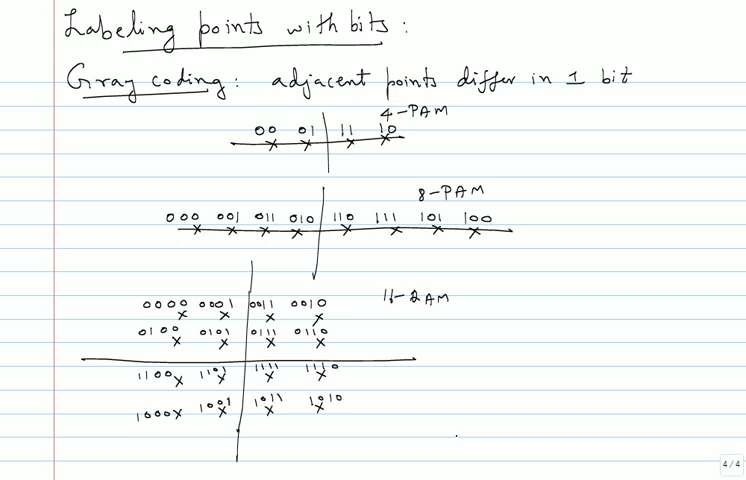 Labeling points with bits :
Gray coding : adjacent points differ in 1 bit
4-PAM
00 01 11 10
8-PAM
000 001 011 010 110 111 101 100
0000 0001 0011 0010 16-QAM
0100 0101 0111 0110
1100 1101 1111 1110
1000 1001 1011 1010
4/4